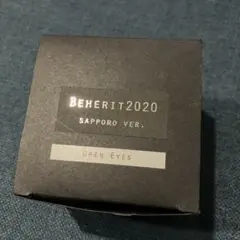 BEHERIT2020
SAPPORO VER.
OPEN EYES